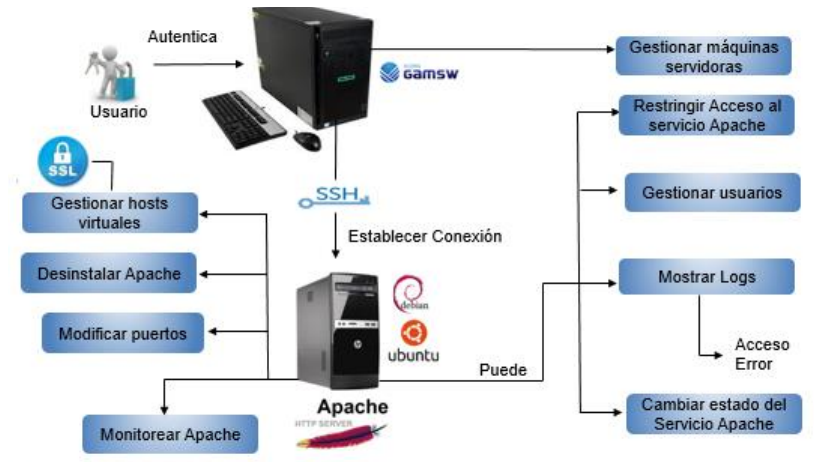 Autentica
Usuario
GAMSW
Gestionar máquinas
servidoras
Restringir Acceso al
servicio Apache
SSL
Gestionar hosts
virtuales
SSH
Gestionar usuarios
Establecer Conexión
Desinstalar Apache
Mostrar Logs
debian
Modificar puertos
ubuntu
Acceso
Error
Puede
Apache
HTTP SERVER
Cambiar estado del
Servicio Apache
Monitorear Apache